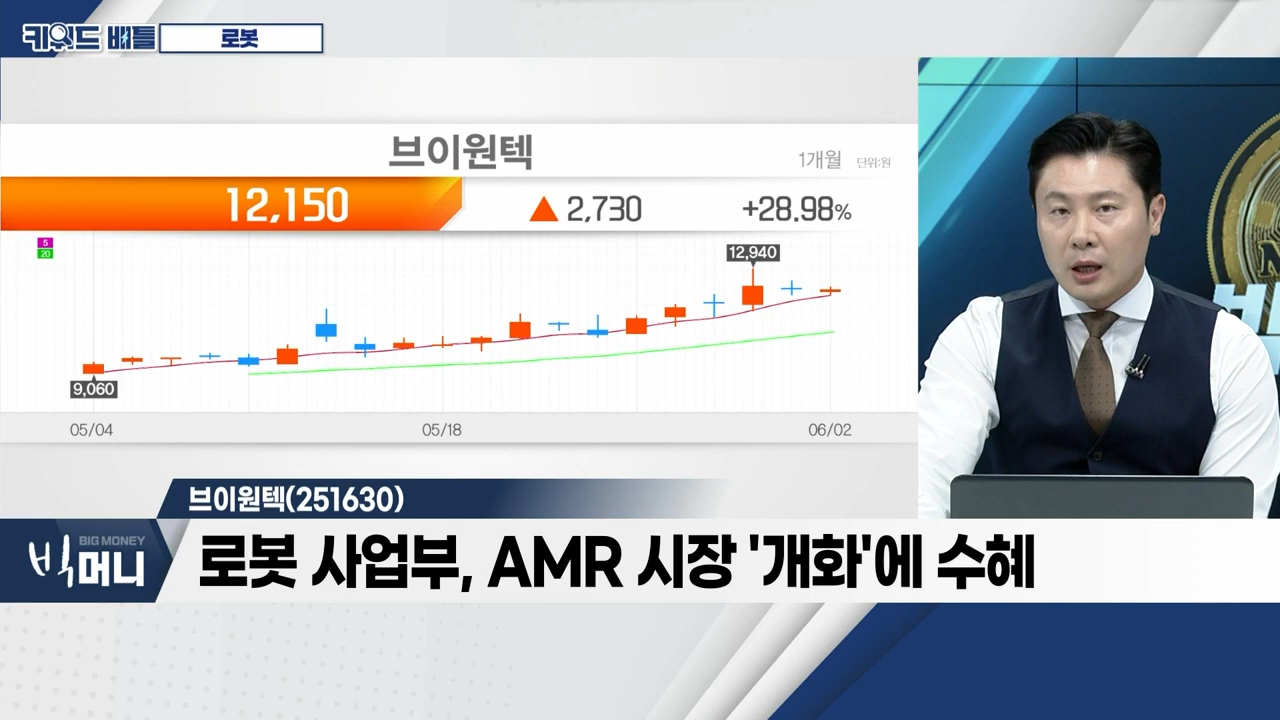 키워드 배틀 로봇
브이원텍
1개월 단위:원
12,150 ▲ 2,730 +28.98%
5
20
12,940
9,060
05/04 05/18 06/02
브이원텍(251630)
BIG MONEY
빅머니
로봇 사업부, AMR 시장 '개화'에 수혜